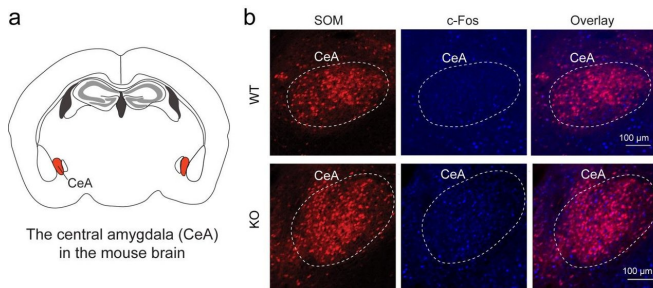 a
CeA
The central amygdala (CeA)
in the mouse brain
b
SOM
c-Fos
Overlay
WT
CeA
CeA
CeA
100 µm
KO
CeA
CeA
CeA
100 µm